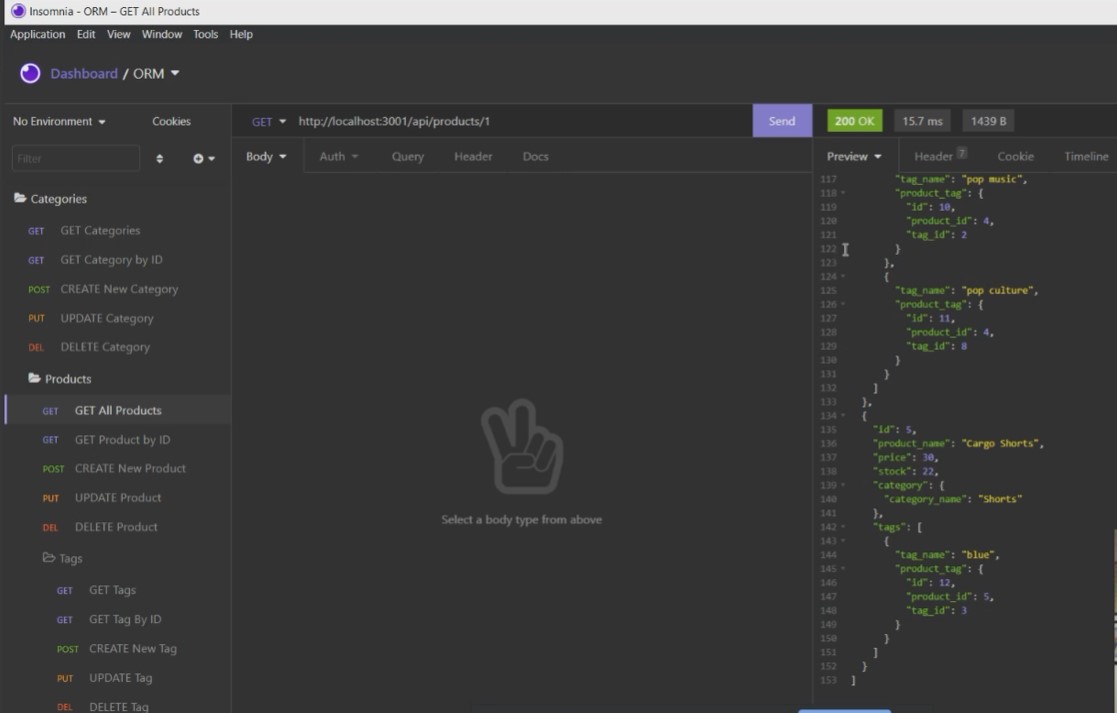 Insomnia - ORM – GET All Products
Application Edit View Window Tools Help
Dashboard / ORM
No Environment
Cookies
Filter
Categories
GET GET Categories
GET GET Category by ID
POST CREATE New Category
PUT UPDATE Category
DEL DELETE Category
Products
GET GET All Products
GET GET Product by ID
POST CREATE New Product
PUT UPDATE Product
DEL DELETE Product
Tags
GET GET Tags
GET GET Tag By ID
POST CREATE New Tag
PUT UPDATE Tag
DEL DELETE Tag
GET http://localhost:3001/api/products/1 Send
Body Auth Query Header Docs
Select a body type from above
200 OK 15.7 ms 1439 B
Preview Header 7 Cookie Timeline
117 "tag_name": "pop music",
118 "product_tag": {
119 "id": 10,
120 "product_id": 4,
121 "tag_id": 2
122 }
123 },
124 {
125 "tag_name": "pop culture",
126 "product_tag": {
127 "id": 11,
128 "product_id": 4,
129 "tag_id": 8
130 }
131 }
132 ]
133 },
134 {
135 "id": 5,
136 "product_name": "Cargo Shorts",
137 "price": 30,
138 "stock": 22,
139 "category": {
140 "category_name": "Shorts"
141 },
142 "tags": [
143 {
144 "tag_name": "blue",
145 "product_tag": {
146 "id": 12,
147 "product_id": 5,
148 "tag_id": 3
149 }
150 }
151 ]
152 }
153 ]